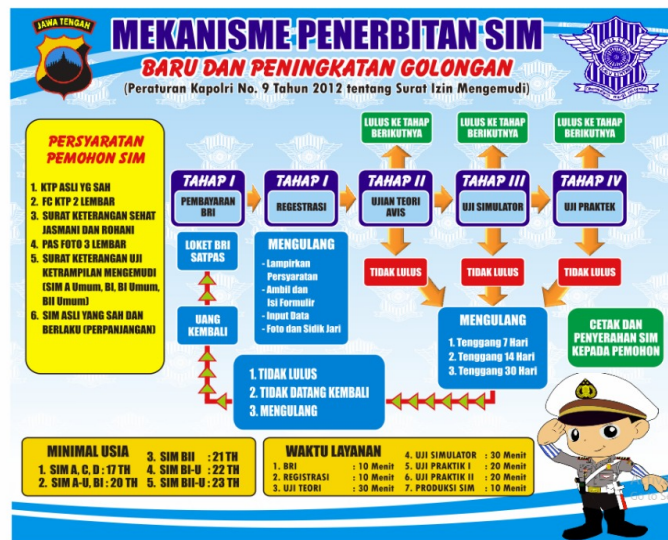 JAWA TENGAH
MEKANISME PENERBITAN SIM
BARU DAN PENINGKATAN GOLONGAN
(Peraturan Kapolri No. 9 Tahun 2012 tentang Surat Izin Mengemudi)
PERSYARATAN
PEMOHON SIM
1. KTP ASLI YG SAH
2. FC KTP 2 LEMBAR
3. SURAT KETERANGAN SEHAT
JASMANI DAN ROHANI
4. PAS FOTO 3 LEMBAR
5. SURAT KETERANGAN UJI
KETRAMPILAN MENGEMUDI
(SIM A Umum, BI, BI Umum,
BII Umum)
6. SIM ASLI YANG SAH DAN
BERLAKU (PERPANJANGAN)
LULUS KE TAHAP
BERIKUTNYA
LULUS KE TAHAP
BERIKUTNYA
LULUS KE TAHAP
BERIKUTNYA
TAHAP I
PEMBAYARAN
BRI
TAHAP I
REGESTRASI
TAHAP II
UJIAN TEORI
AVIS
TAHAP III
UJI SIMULATOR
TAHAP IV
UJI PRAKTEK
LOKET BRI
SATPAS
MENGULANG
- Lampirkan
Persyaratan
- Ambil dan
Isi Formulir
- Input Data
- Foto dan Sidik Jari
TIDAK LULUS
TIDAK LULUS
TIDAK LULUS
UANG
KEMBALI
MENGULANG
1. Tenggang 7 Hari
2. Tenggang 14 Hari
3. Tenggang 30 Hari
CETAK DAN
PENYERAHAN SIM
KEPADA PEMOHON
1. TIDAK LULUS
2. TIDAK DATANG KEMBALI
3. MENGULANG
MINIMAL USIA
1. SIM A, C, D : 17 TH
2. SIM A-U, BI : 20 TH
3. SIM BII : 21 TH
4. SIM BI-U : 22 TH
5. SIM BII-U : 23 TH
WAKTU LAYANAN
1. BRI : 10 Menit
2. REGISTRASI : 10 Menit
3. UJI TEORI : 30 Menit
4. UJI SIMULATOR : 30 Menit
5. UJI PRAKTIK I : 20 Menit
6. UJI PRAKTIK II : 20 Menit
7. PRODUKSI SIM : 10 Menit